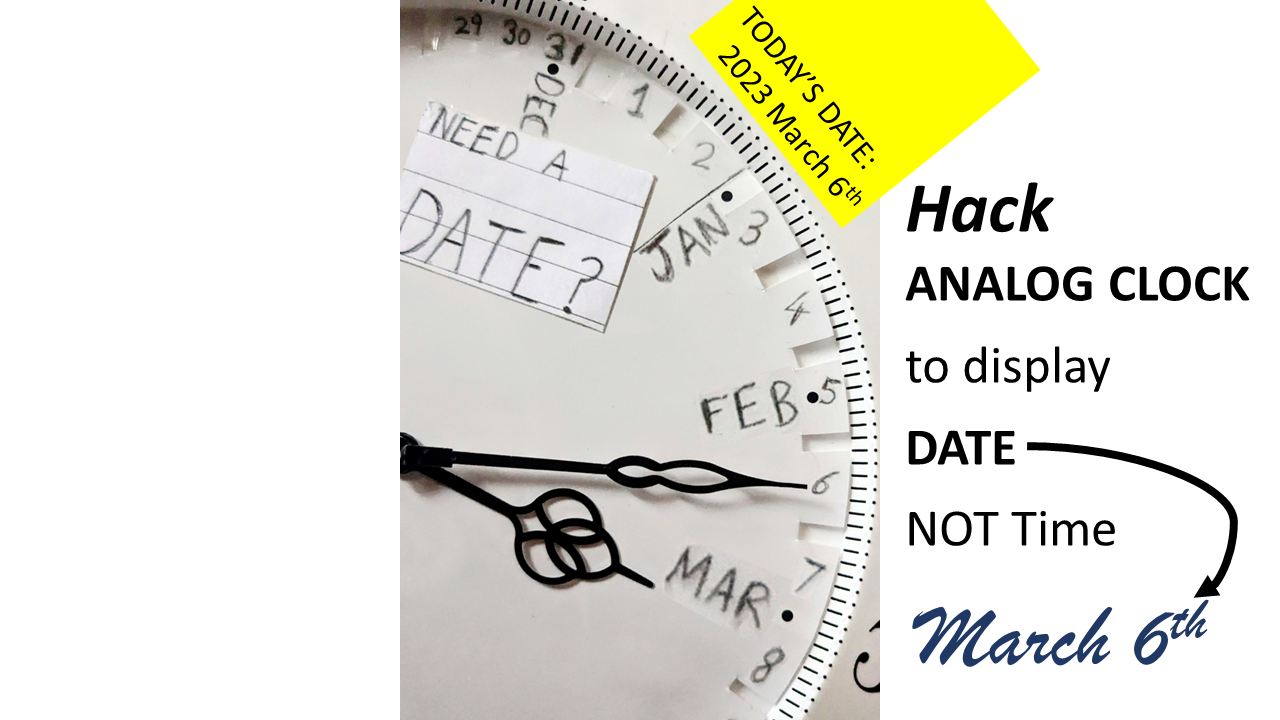 29 30 31
DEC
1
2
JAN
3
4
FEB
5
6
7
MAR
8
NEED A
DATE?
TODAY'S DATE:
2023 March 6th
Hack
ANALOG CLOCK
to display
DATE
NOT Time
March 6th